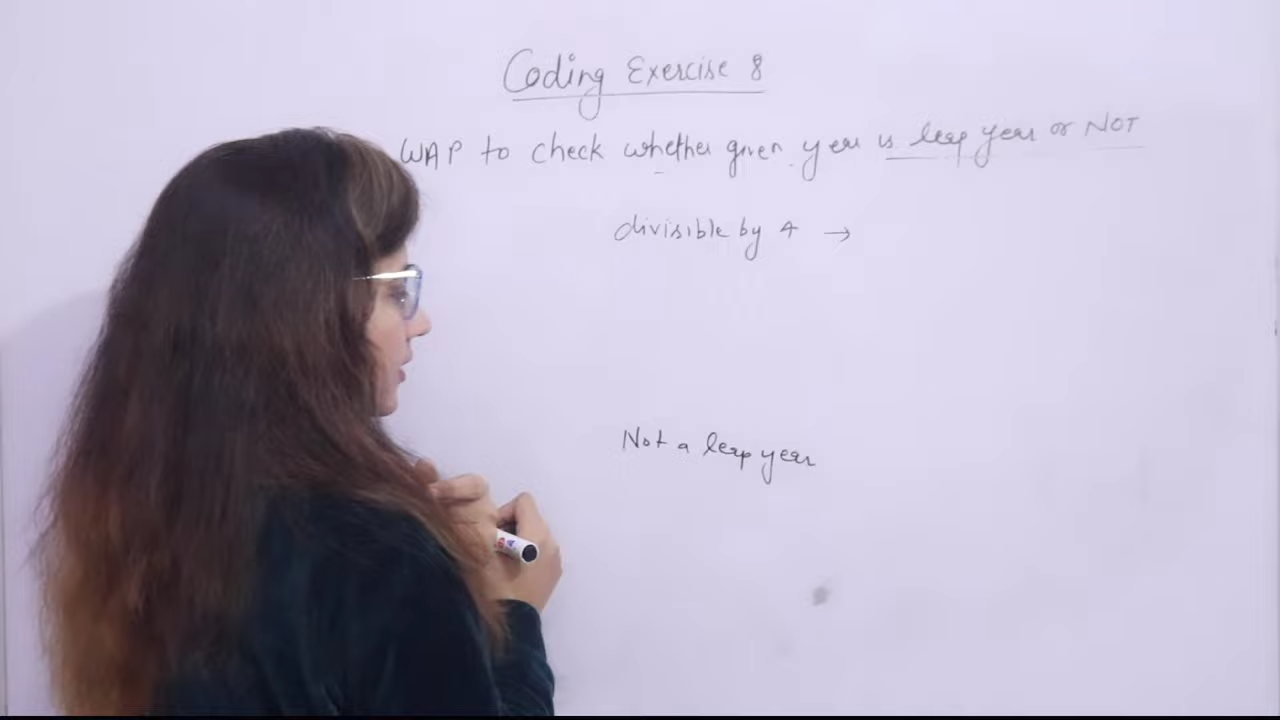 Coding Exercise 8
WAP to check whether given year is leap year or NOT
divisible by 4 →
Not a leap year